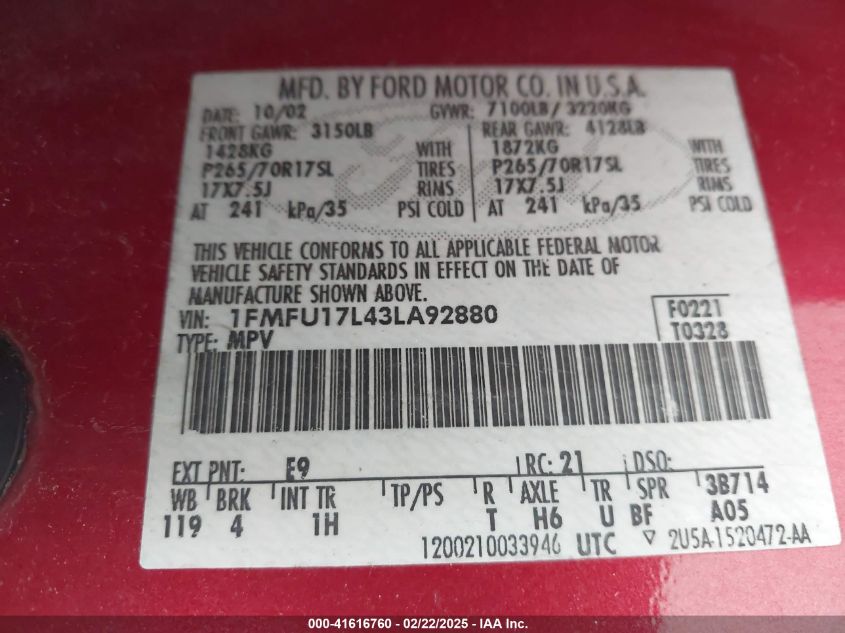 MFD. BY FORD MOTOR CO. IN U.S.A.
DATE: 10/02 GVWR: 7100LB / 3220KG
FRONT GAWR: 3150LB REAR GAWR: 4128LB
1428KG WITH 1872KG WITH
P265/70R17SL TIRES P265/70R17SL TIRES
17X7.5J RIMS 17X7.5J RIMS
AT 241 kPa/35 PSI COLD AT 241 kPa/35 PSI COLD
THIS VEHICLE CONFORMS TO ALL APPLICABLE FEDERAL MOTOR
VEHICLE SAFETY STANDARDS IN EFFECT ON THE DATE OF
MANUFACTURE SHOWN ABOVE.
VIN: 1FMFU17L43LA92880 F0221
TYPE: MPV T0328
EXT PNT: E9 RC: 21 DSO:
WB BRK INT TR TP/PS R AXLE TR SPR 3B714
119 4 1H T H6 U BF A05
1200210033946 UTC ▽ 2U5A-1520472-AA
000-41616760 - 02/22/2025 - IAA Inc.